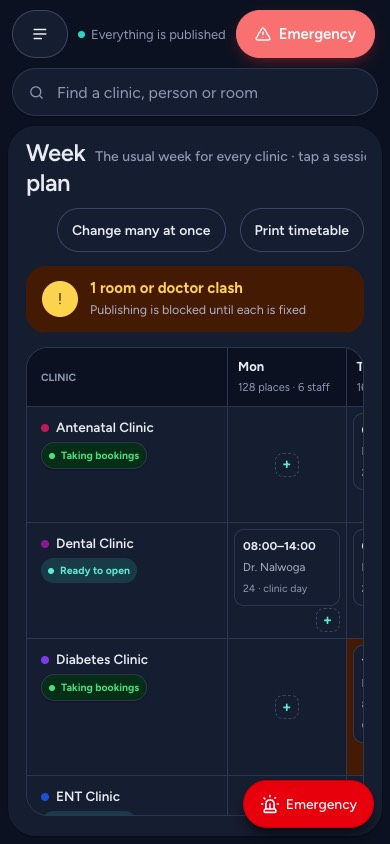 Everything is published
Emergency
Find a clinic, person or room
Week plan
The usual week for every clinic · tap a
Change many at once
Print timetable
!
1 room or doctor clash
Publishing is blocked until each is fixed
CLINIC
Mon
128 places · 6 staff
Antenatal Clinic
Taking bookings
+
Dental Clinic
Ready to open
08:00–14:00
Dr. Nalwoga
24 · clinic day
+
Diabetes Clinic
Taking bookings
+
ENT Clinic
Emergency